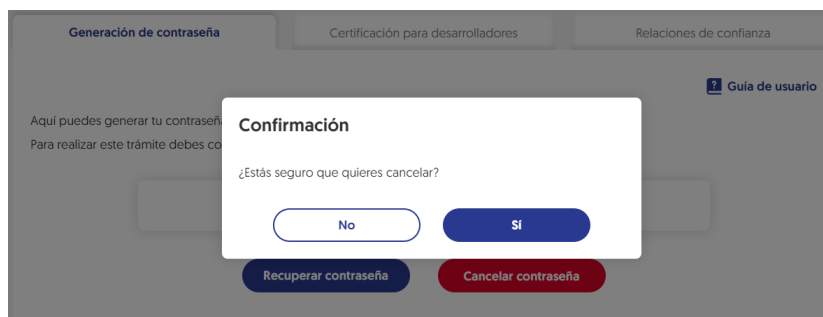 Generación de contraseña
Certificación para desarrolladores
Relaciones de confianza
Guía de usuario
Aquí puedes generar tu contraseñ
Para realizar este trámite debes co
Confirmación
¿Estás seguro que quieres cancelar?
No
Sí
Recuperar contraseña
Cancelar contraseña